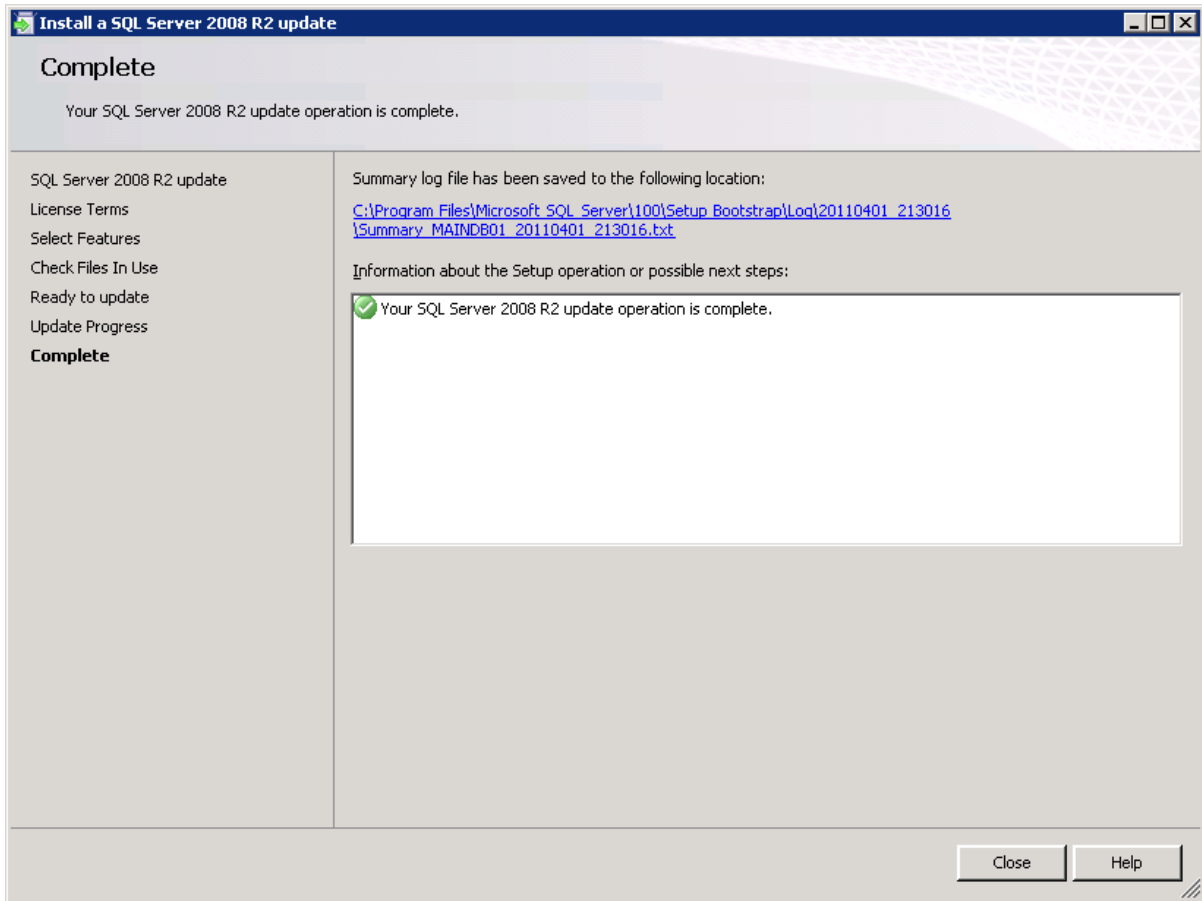 Install a SQL Server 2008 R2 update
Complete
Your SQL Server 2008 R2 update operation is complete.
SQL Server 2008 R2 update
License Terms
Select Features
Check Files In Use
Ready to update
Update Progress
Complete
Summary log file has been saved to the following location:
C:\Program Files\Microsoft SQL Server\100\Setup Bootstrap\Log\20110401_213016
\Summary_MAINDB01_20110401_213016.txt
Information about the Setup operation or possible next steps:
Your SQL Server 2008 R2 update operation is complete.
Close
Help